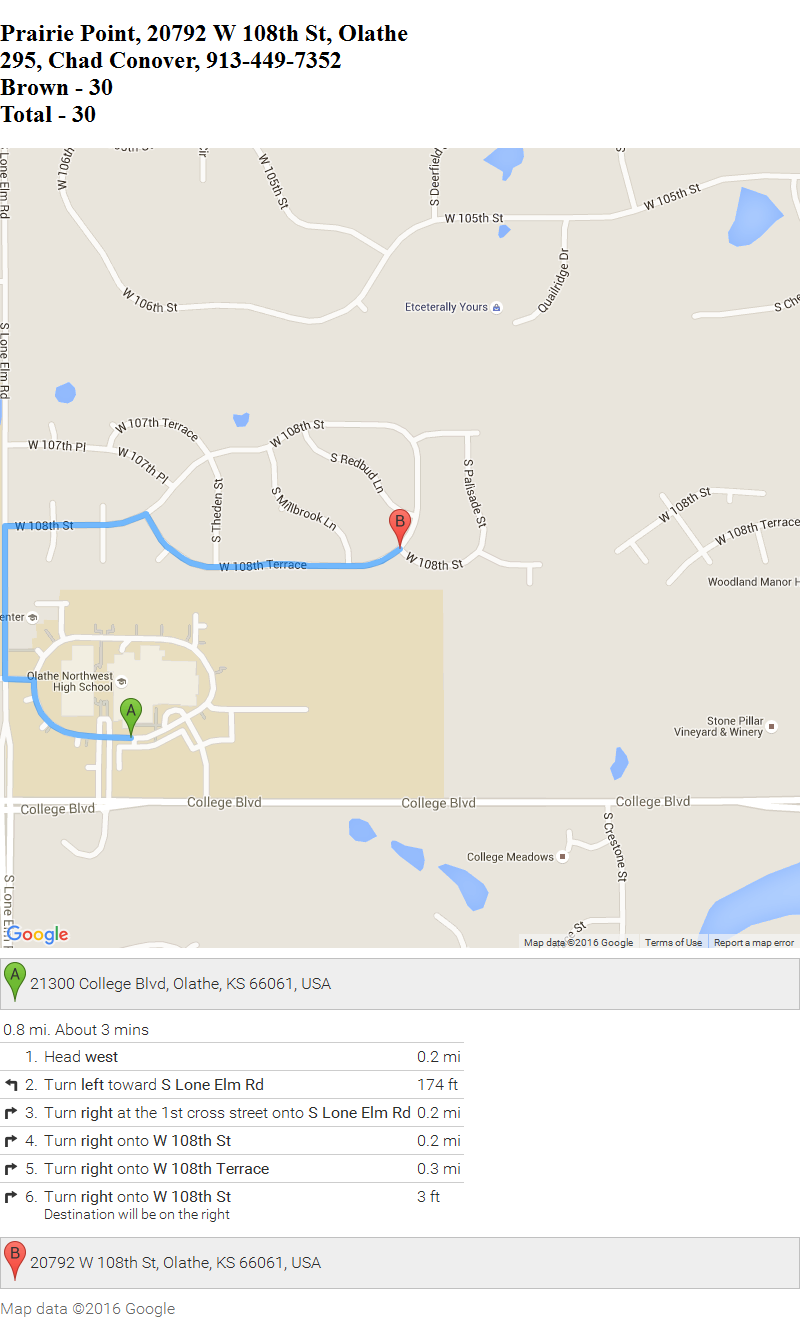 Prairie Point, 20792 W 108th St, Olathe
295, Chad Conover, 913-449-7352
Brown - 30
Total - 30
S Lone Elm Rd
W 106th St
W 105th St
S Deerfield
W 105th St
W 105th St
W 106th St
Etceterally Yours
Quailridge Dr
S Che
S Lone Elm Rd
W 107th Terrace
W 108th St
W 107th Pl
W 107th Pl
S Redbud Ln
S Palisade St
S Millbrook Ln
S Theden St
W 108th St
W 108th St
B
W 108th Terrace
W 108th St
W 108th Terrace
Woodland Manor H
enter
Olathe Northwest
High School
A
Stone Pillar
Vineyard & Winery
College Blvd
College Blvd
College Blvd
College Blvd
S Crestone St
College Meadows
S Lone Elm
St
Google
Map data ©2016 Google
Terms of Use
Report a map error
A
21300 College Blvd, Olathe, KS 66061, USA
0.8 mi. About 3 mins
1. Head west 0.2 mi
2. Turn left toward S Lone Elm Rd 174 ft
3. Turn right at the 1st cross street onto S Lone Elm Rd 0.2 mi
4. Turn right onto W 108th St 0.2 mi
5. Turn right onto W 108th Terrace 0.3 mi
6. Turn right onto W 108th St 3 ft
Destination will be on the right
B
20792 W 108th St, Olathe, KS 66061, USA
Map data ©2016 Google